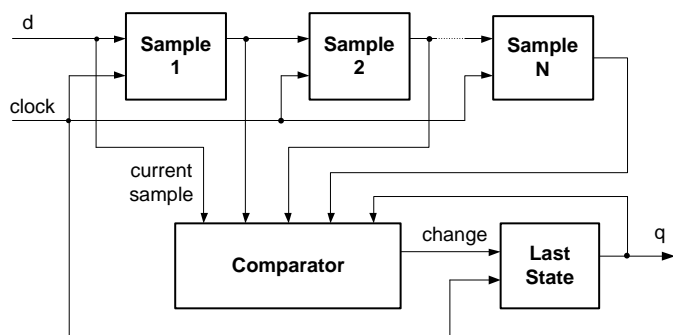 d
Sample
1
Sample
2
Sample
N
clock
current
sample
Comparator
change
Last
State
q